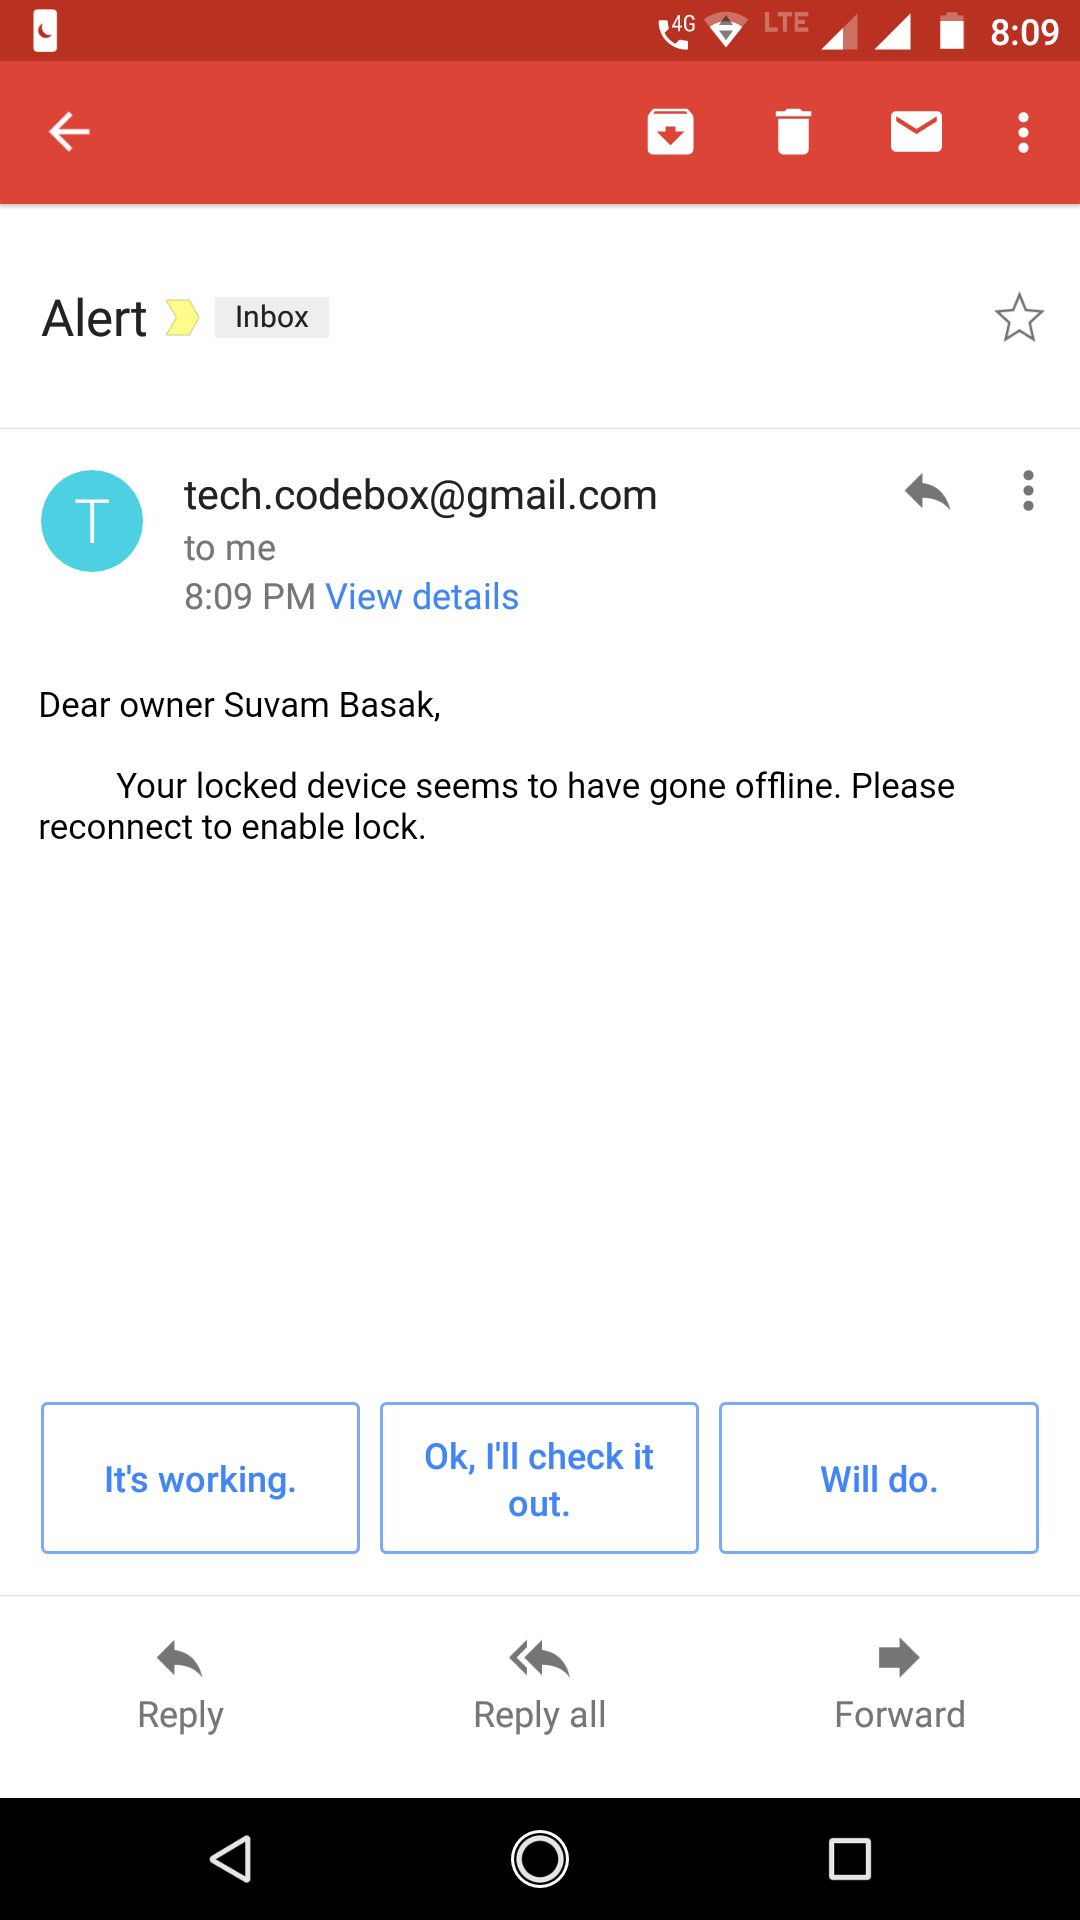 4G LTE 8:09
Alert Inbox
T
tech.codebox@gmail.com
to me
8:09 PM View details
Dear owner Suvam Basak,
Your locked device seems to have gone offline. Please
reconnect to enable lock.
It's working.
Ok, I'll check it
out.
Will do.
Reply Reply all Forward